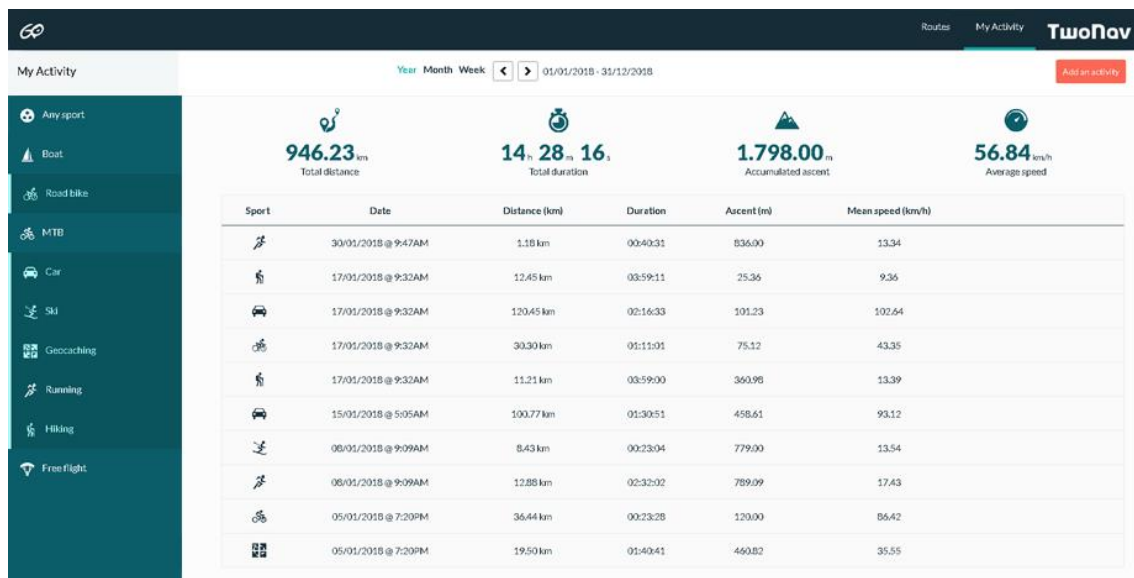 GO
Routes My Activity TwoNav
My Activity Year Month Week 01/01/2018 - 31/12/2018 Add an activity
Any sport
Boat
Road bike
MTB
Car
Ski
Geocaching
Running
Hiking
Free flight
946.23 km 14 h 28 m 16 s 1.798.00 m 56.84 km/h
Total distance Total duration Accumulated ascent Average speed
Sport Date Distance (km) Duration Ascent (m) Mean speed (km/h)
30/01/2018 @ 9:47AM 1.18 km 00:40:31 836.00 13.34
17/01/2018 @ 9:32AM 12.45 km 03:59:11 25.36 9.36
17/01/2018 @ 9:32AM 120.45 km 02:16:33 101.23 102.64
17/01/2018 @ 9:32AM 30.30 km 01:11:01 75.12 43.35
17/01/2018 @ 9:32AM 11.21 km 03:59:00 360.98 13.39
15/01/2018 @ 5:05AM 100.77 km 01:30:51 458.61 93.12
08/01/2018 @ 9:09AM 8.43 km 00:23:04 779.00 13.54
08/01/2018 @ 9:09AM 12.88 km 02:32:02 789.09 17.43
05/01/2018 @ 7:20PM 36.44 km 00:23:28 120.00 86.42
05/01/2018 @ 7:20PM 19.50 km 01:40:41 460.82 35.55